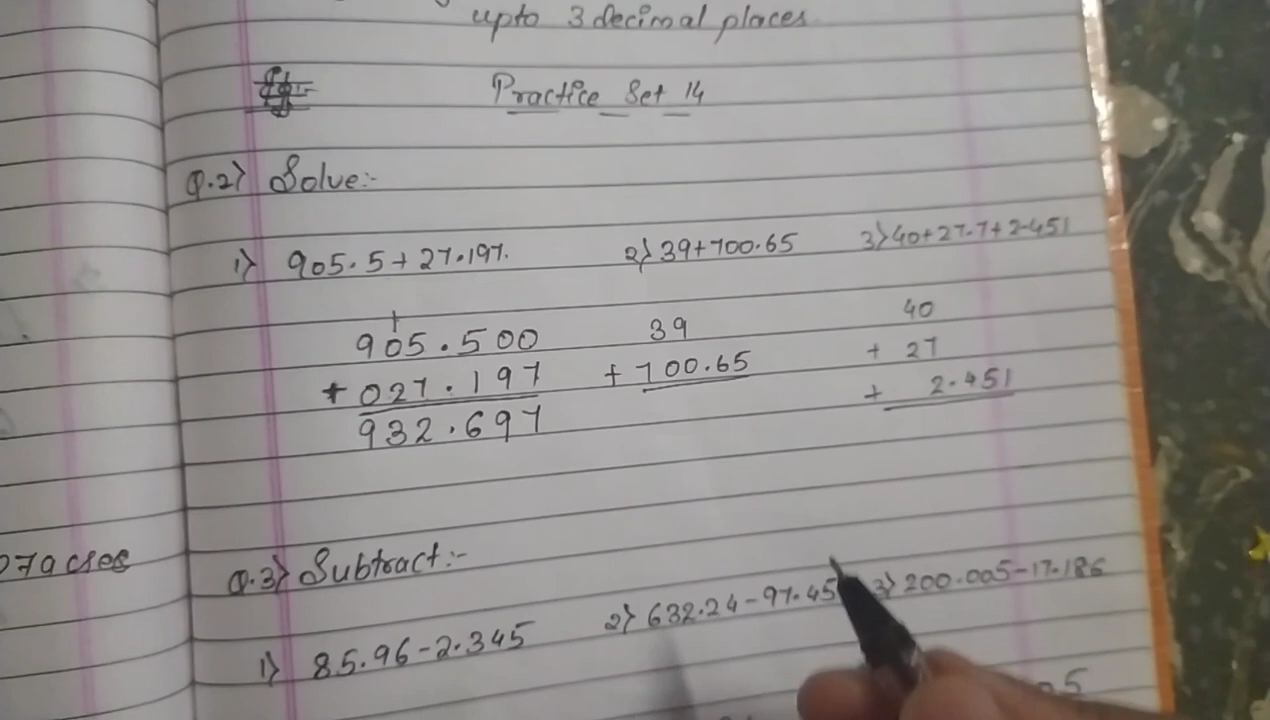 upto 3 decimal places
Practice Set 14
Q.2) Solve:-
1) 905.5+27.197. 2) 39+700.65 3) 40+27.7+2.451
1
905.500 39 40
+ 027.197 + 700.65 + 27
932.697 + 2.451
Q.3) Subtract:-
1) 85.96-2.345 2) 632.24-97.45 3) 200.005-17.186
5